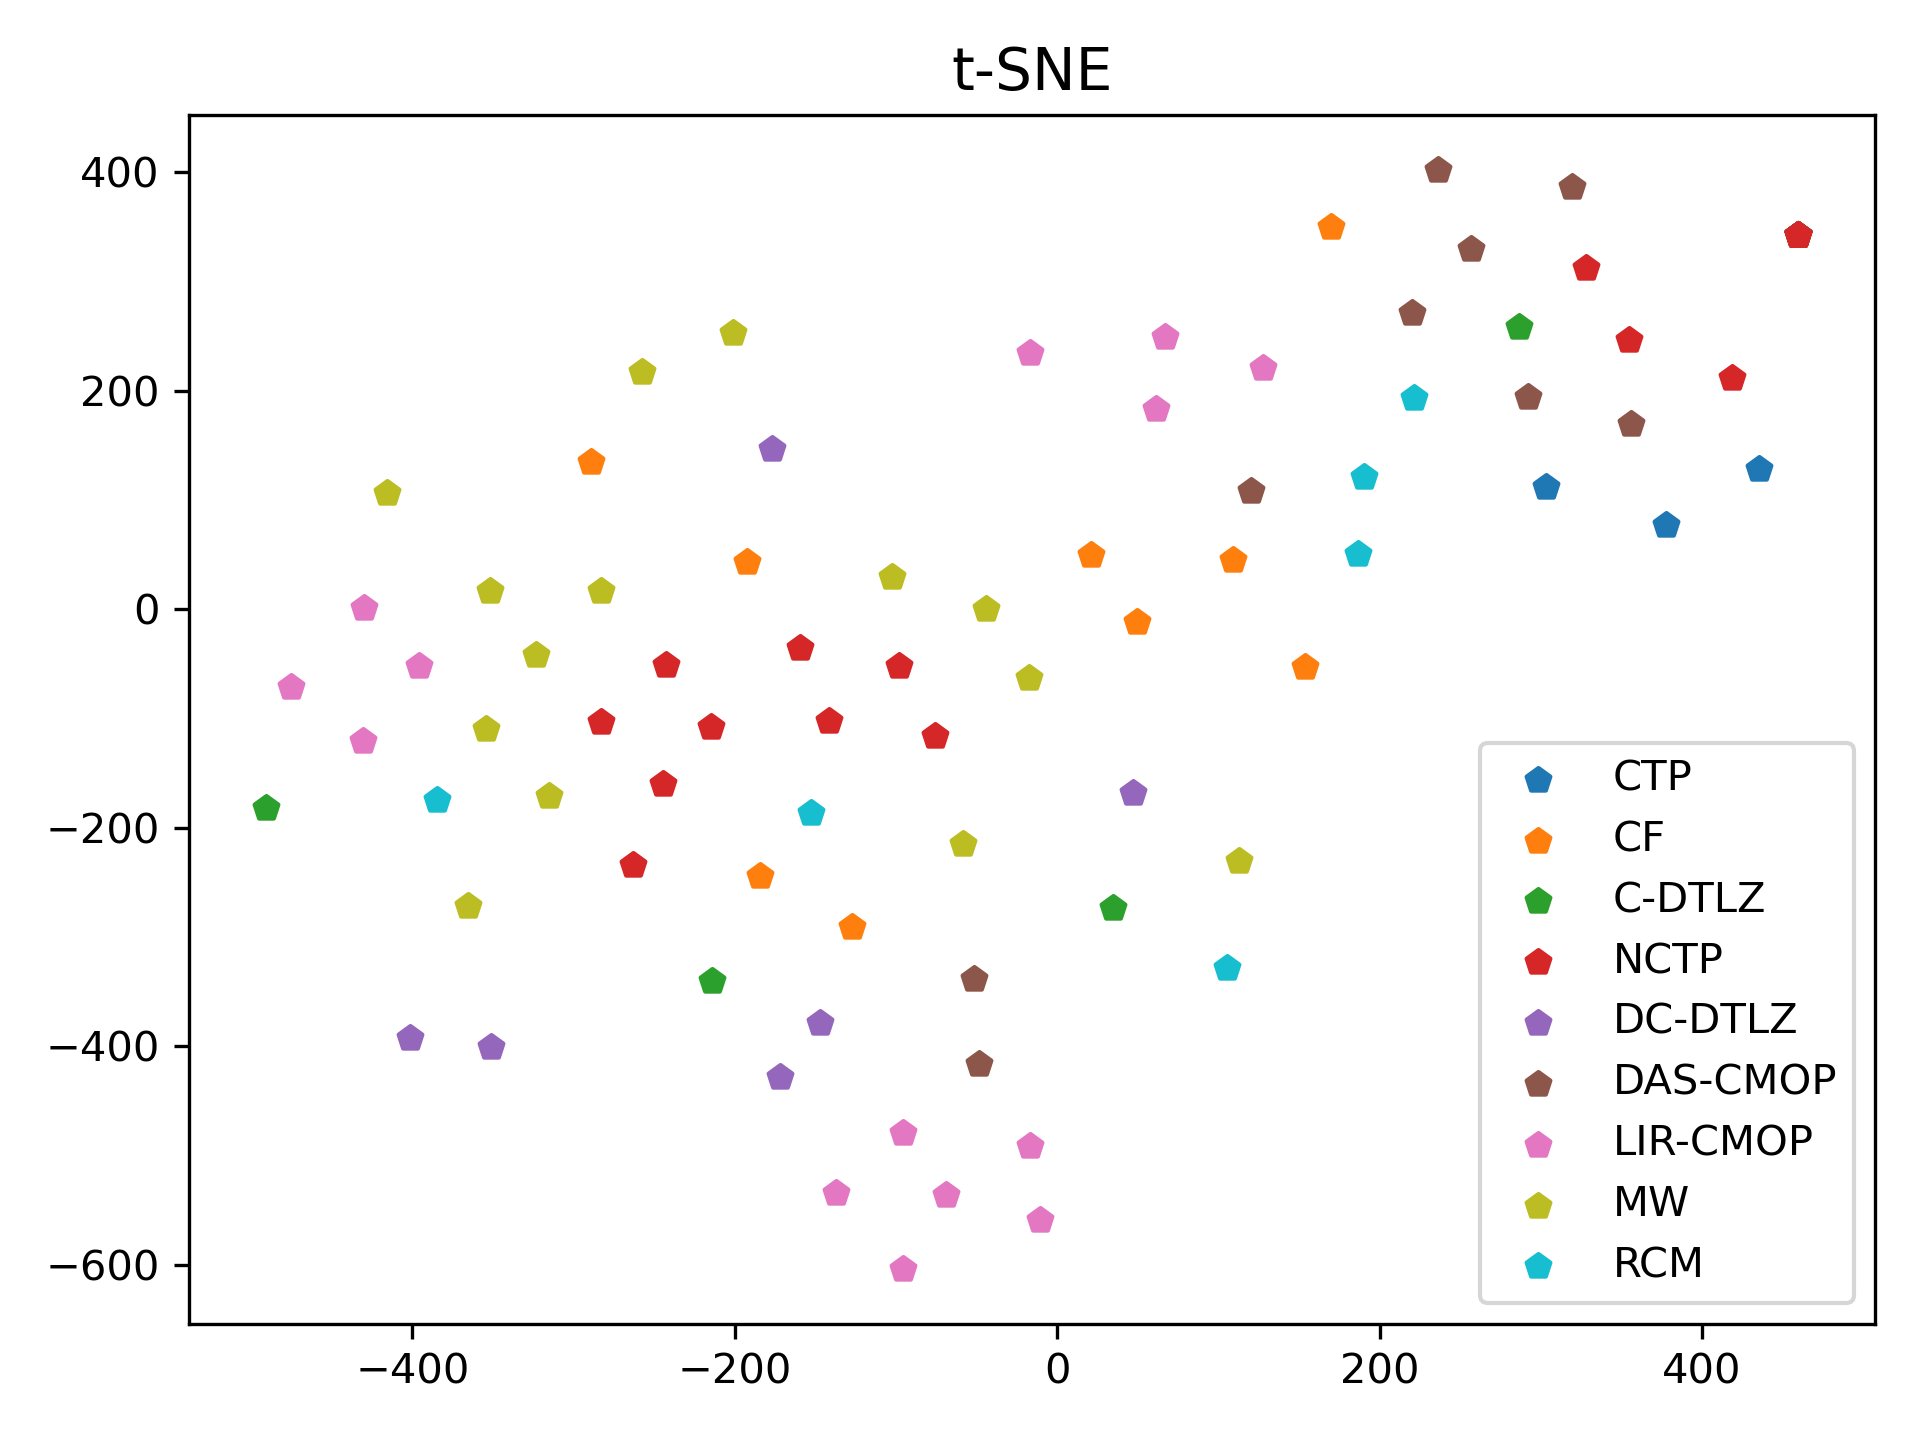 t-SNE
400
200
0
−200
−400
−600
−400 −200 0 200 400
CTP
CF
C-DTLZ
NCTP
DC-DTLZ
DAS-CMOP
LIR-CMOP
MW
RCM